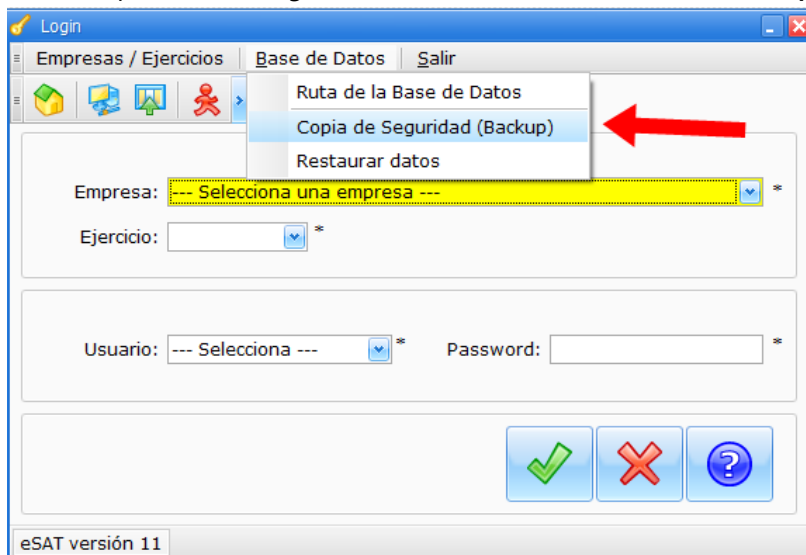 Login
Empresas / Ejercicios Base de Datos Salir
Ruta de la Base de Datos
Copia de Seguridad (Backup)
Restaurar datos
Empresa: --- Selecciona una empresa --- *
Ejercicio: *
Usuario: --- Selecciona --- * Password: *
eSAT versión 11